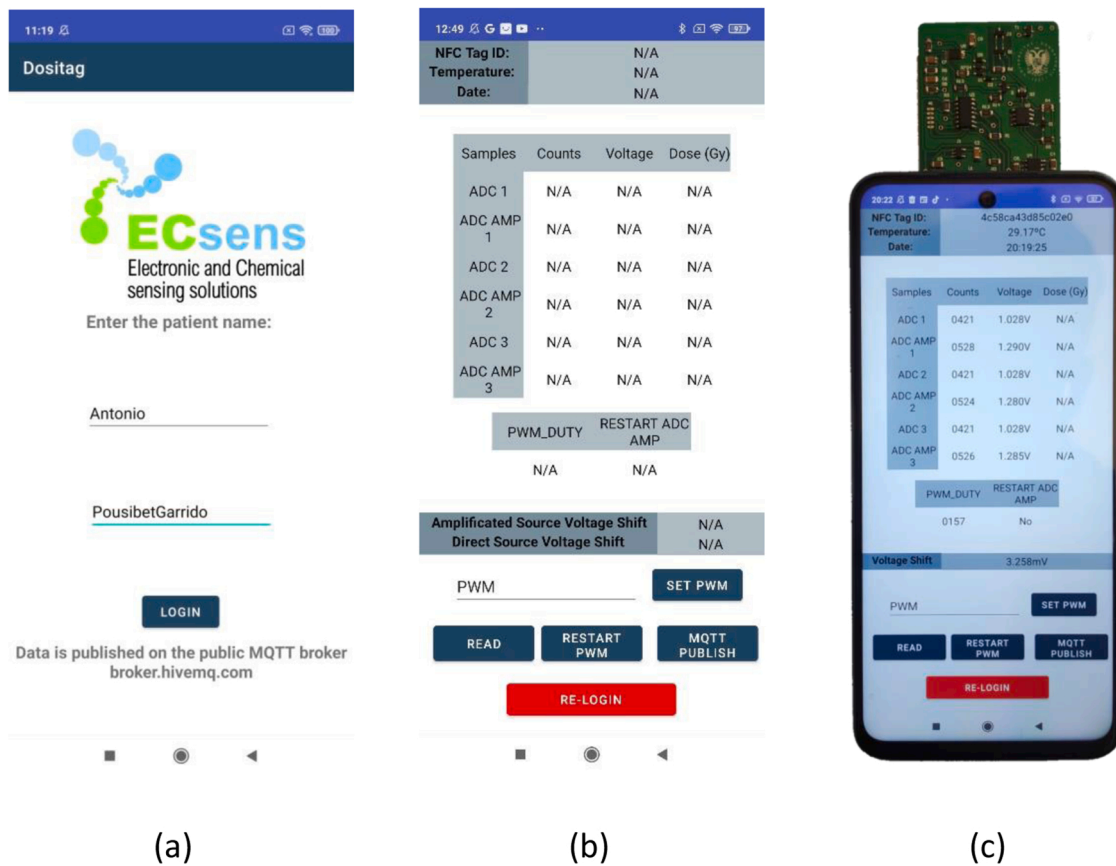 11:19
100
Dositag
ECsens
Electronic and Chemical
sensing solutions
Enter the patient name:
Antonio
PousibetGarrido
LOGIN
Data is published on the public MQTT broker
broker.hivemq.com
(a)
12:49 G
97
NFC Tag ID: N/A
Temperature: N/A
Date: N/A
Samples Counts Voltage Dose (Gy)
ADC 1 N/A N/A N/A
ADC AMP
1 N/A N/A N/A
ADC 2 N/A N/A N/A
ADC AMP
2 N/A N/A N/A
ADC 3 N/A N/A N/A
ADC AMP
3 N/A N/A N/A
PWM_DUTY RESTART ADC
AMP
N/A N/A
Amplificated Source Voltage Shift N/A
Direct Source Voltage Shift N/A
PWM SET PWM
READ RESTART
PWM MQTT
PUBLISH
RE-LOGIN
(b)
20:22
NFC Tag ID: 4c58ca43d85c02e0
Temperature: 29.17ºC
Date: 20:19:25
Samples Counts Voltage Dose (Gy)
ADC 1 0421 1.028V N/A
ADC AMP
1 0528 1.290V N/A
ADC 2 0421 1.028V N/A
ADC AMP
2 0524 1.280V N/A
ADC 3 0421 1.028V N/A
ADC AMP
3 0526 1.285V N/A
PWM_DUTY RESTART ADC
AMP
0157 No
Voltage Shift 3.258mV
PWM SET PWM
READ RESTART
PWM MQTT
PUBLISH
RE-LOGIN
(c)